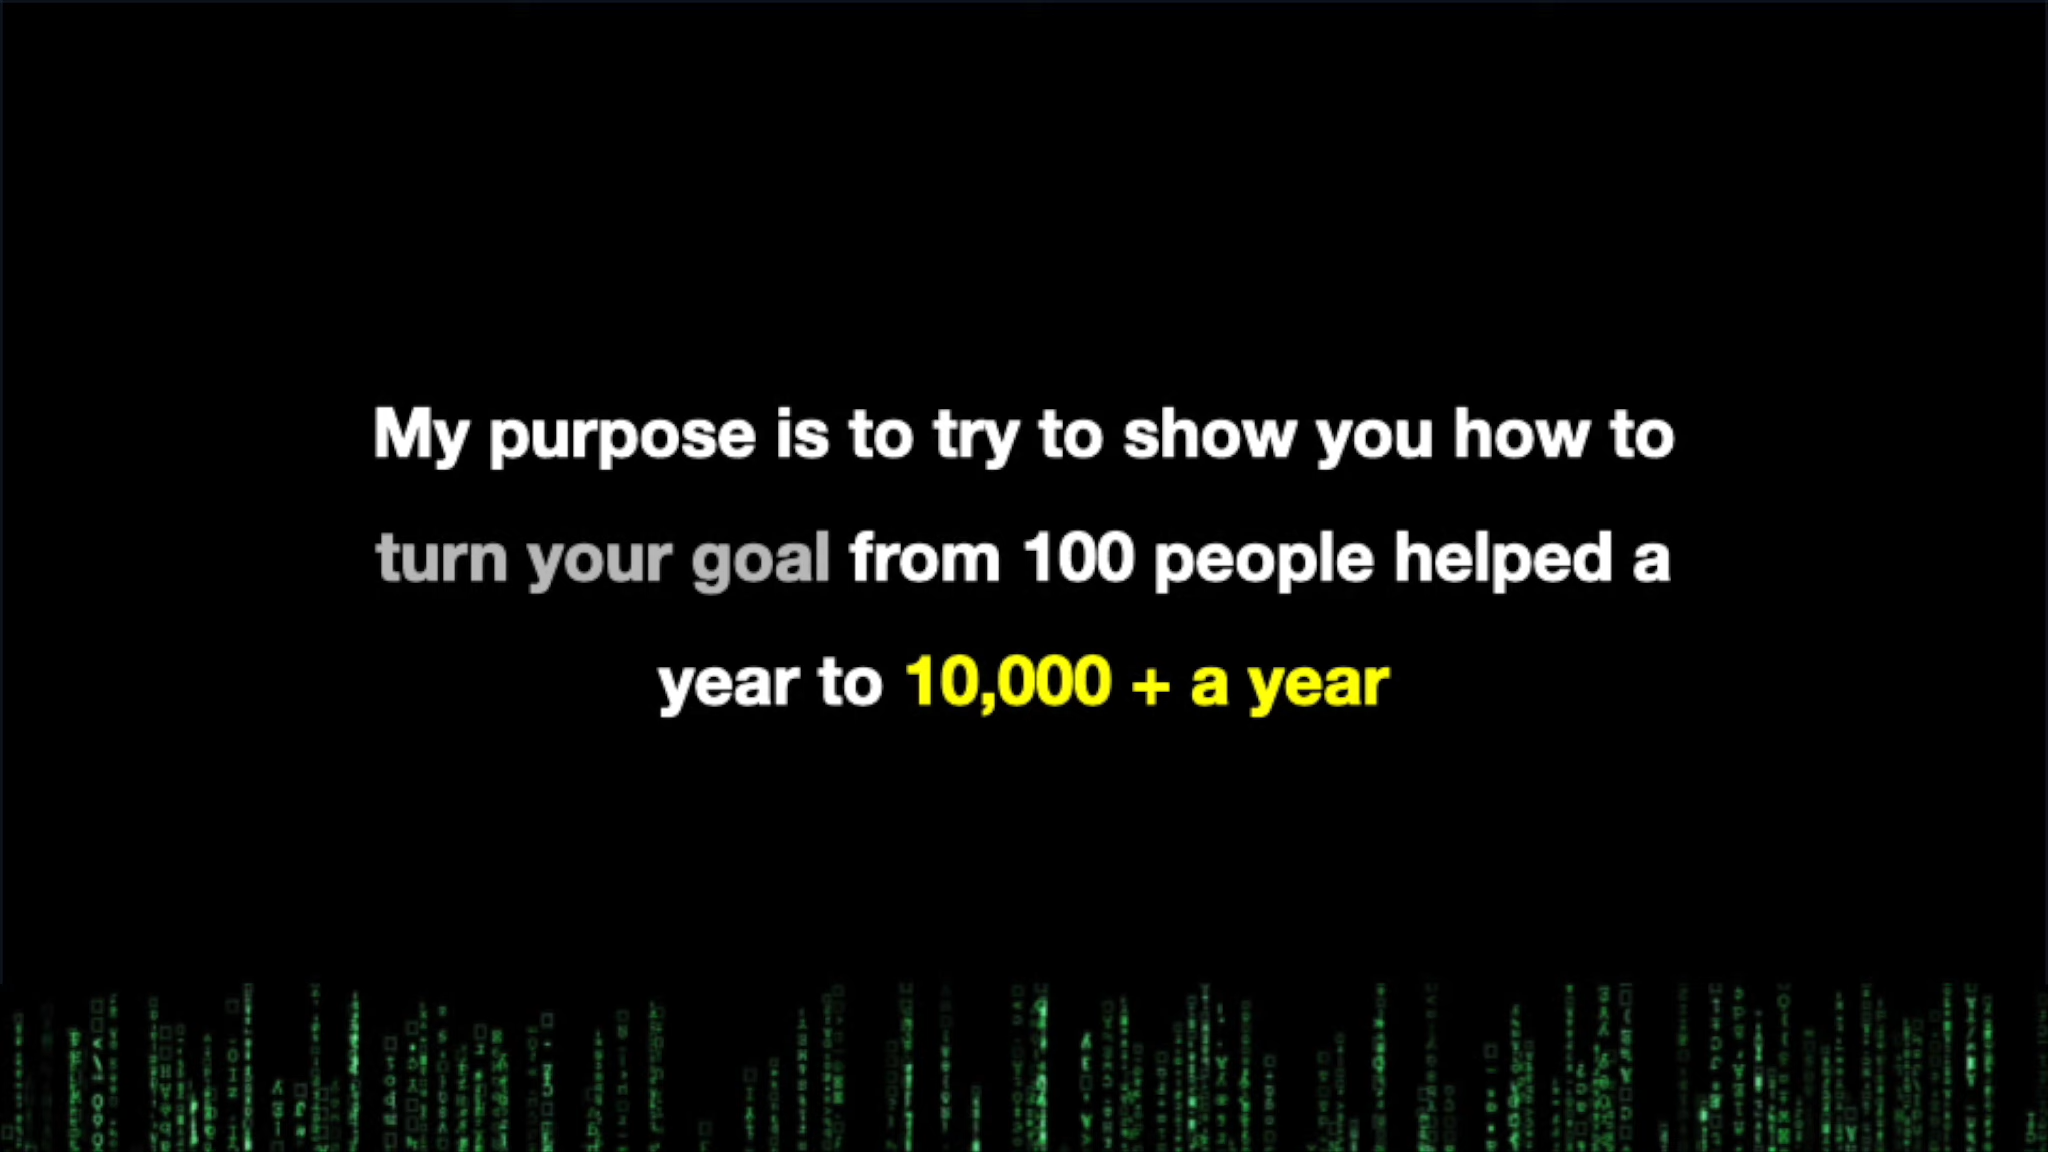 My purpose is to try to show you how to
turn your goal from 100 people helped a
year to 10,000 + a year